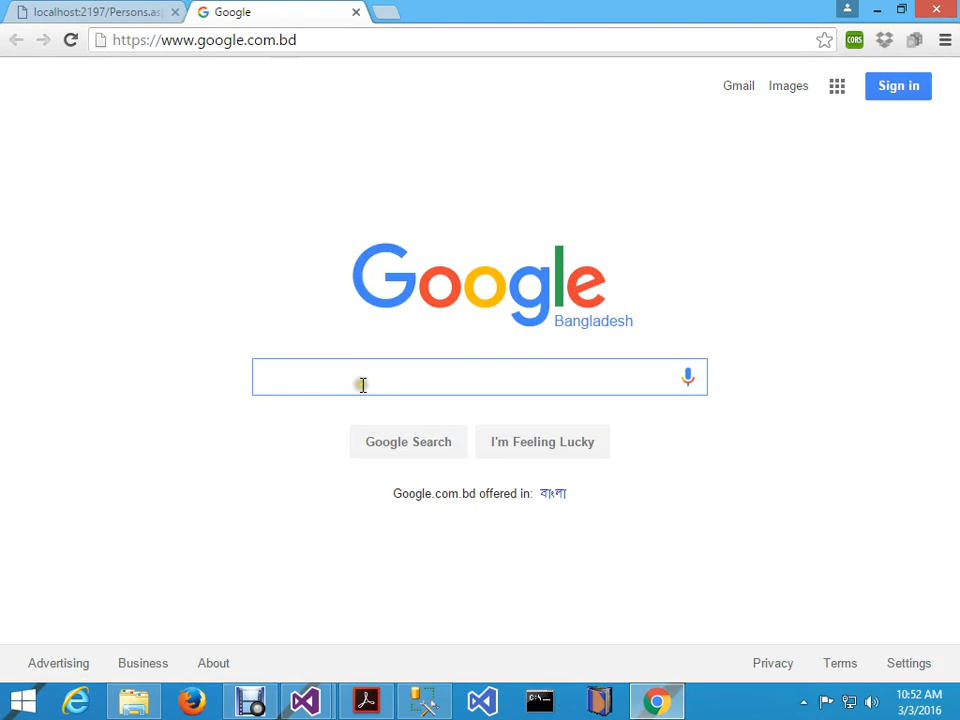 localhost:2197/Persons.as
Google
https://www.google.com.bd
CORS
Gmail Images Sign in
Google
Bangladesh
Google Search I'm Feeling Lucky
Google.com.bd offered in: বাংলা
Advertising Business About Privacy Terms Settings
10:52 AM
3/3/2016